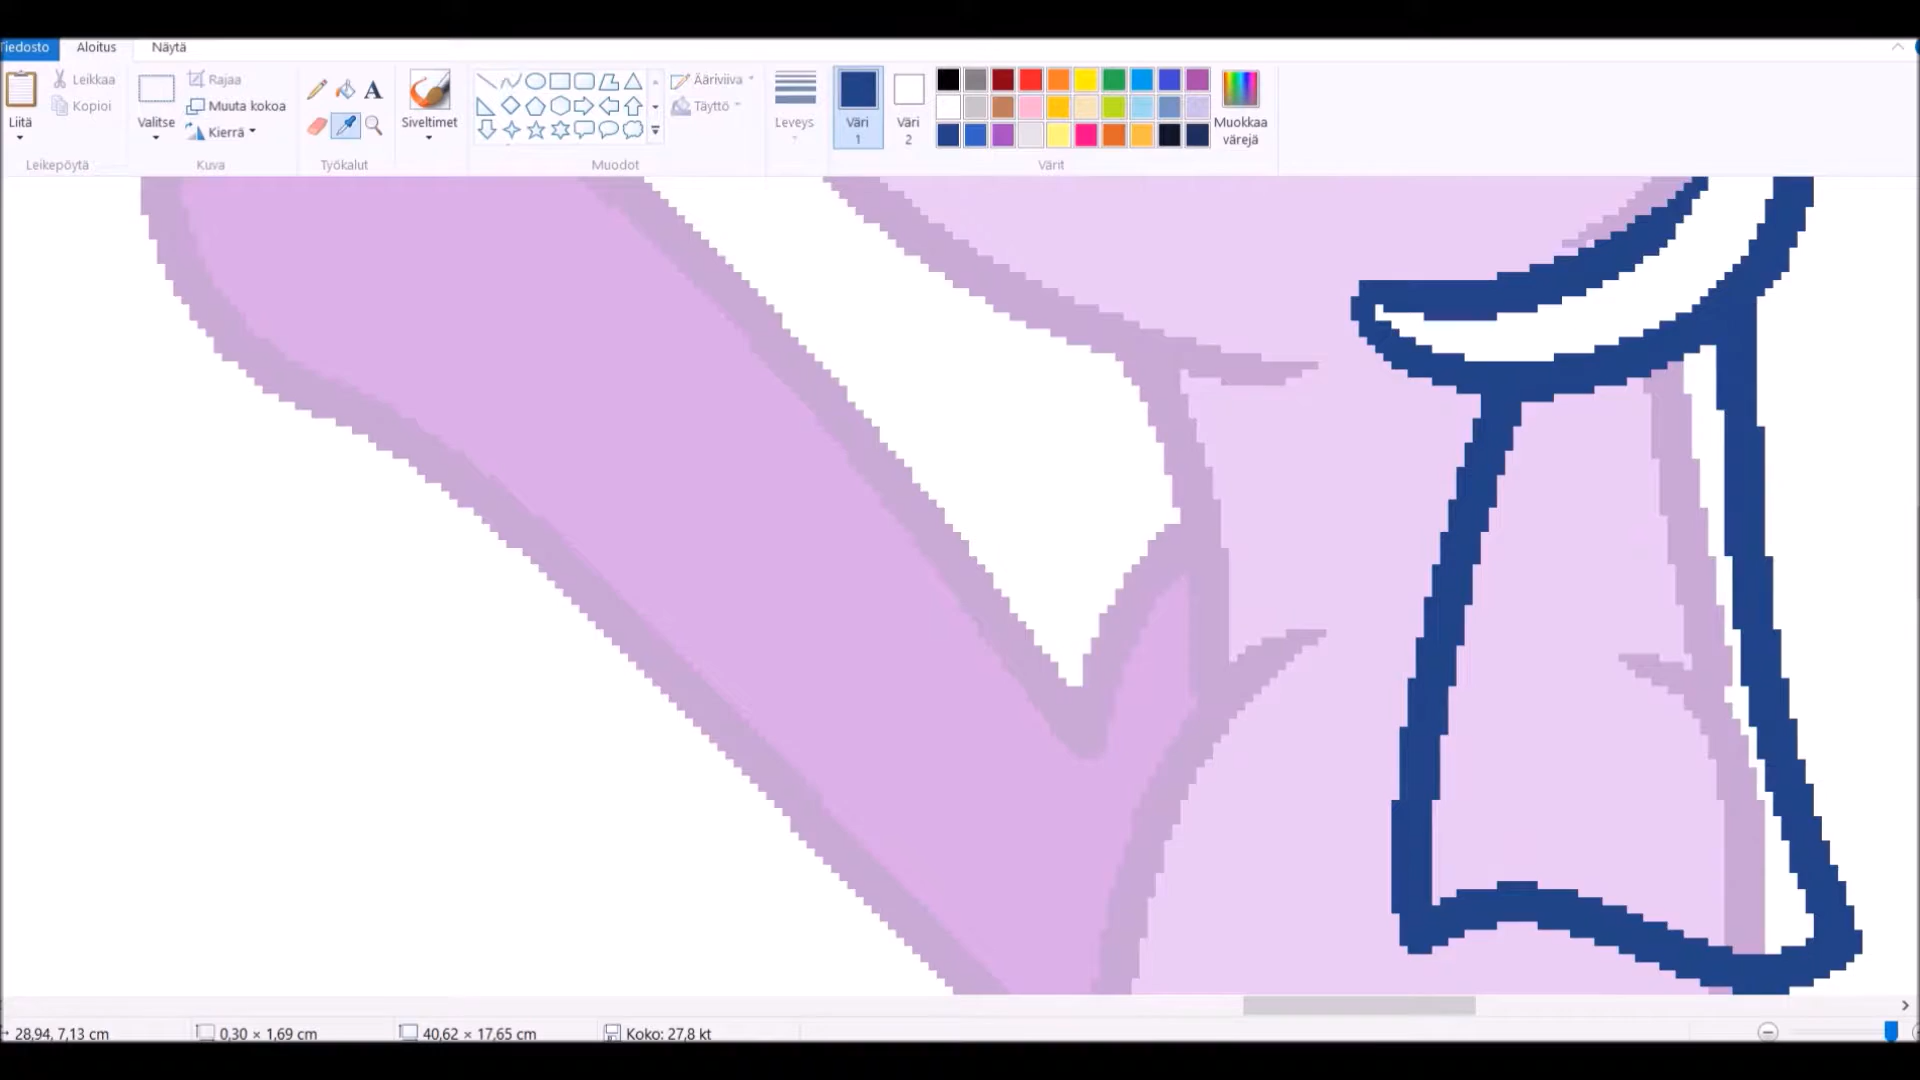 Tiedosto Aloitus Näytä
Leikkaa Rajaa A Ääriviiva
Kopioi Muuta kokoa Täyttö
Liitä Valitse Kierrä Siveltimet Leveys Väri 1 Väri 2 Muokkaa värejä
Leikepöytä Kuva Työkalut Muodot Värit
28,94, 7,13 cm 0,30 × 1,69 cm 40,62 × 17,65 cm Koko: 27,8 kt